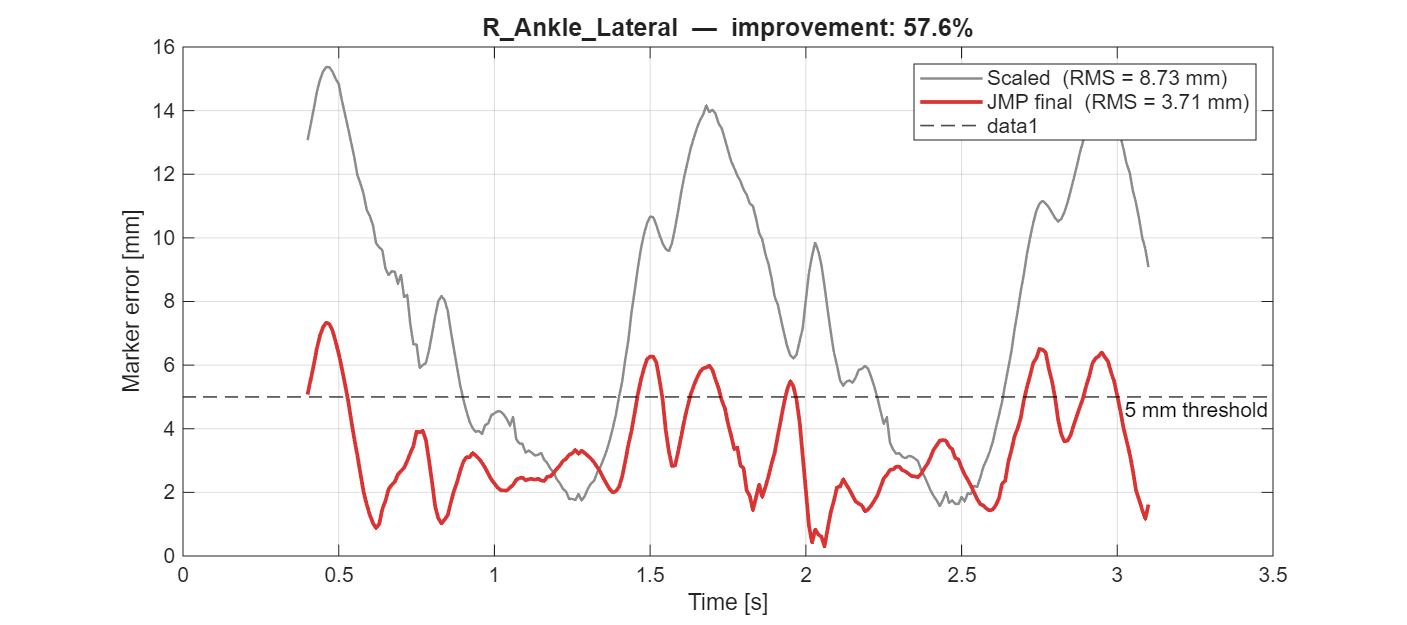 R_Ankle_Lateral — improvement: 57.6%
Marker error [mm]
16
14
12
10
8
6
4
2
0
Scaled (RMS = 8.73 mm)
JMP final (RMS = 3.71 mm)
data1
5 mm threshold
0 0.5 1 1.5 2 2.5 3 3.5
Time [s]